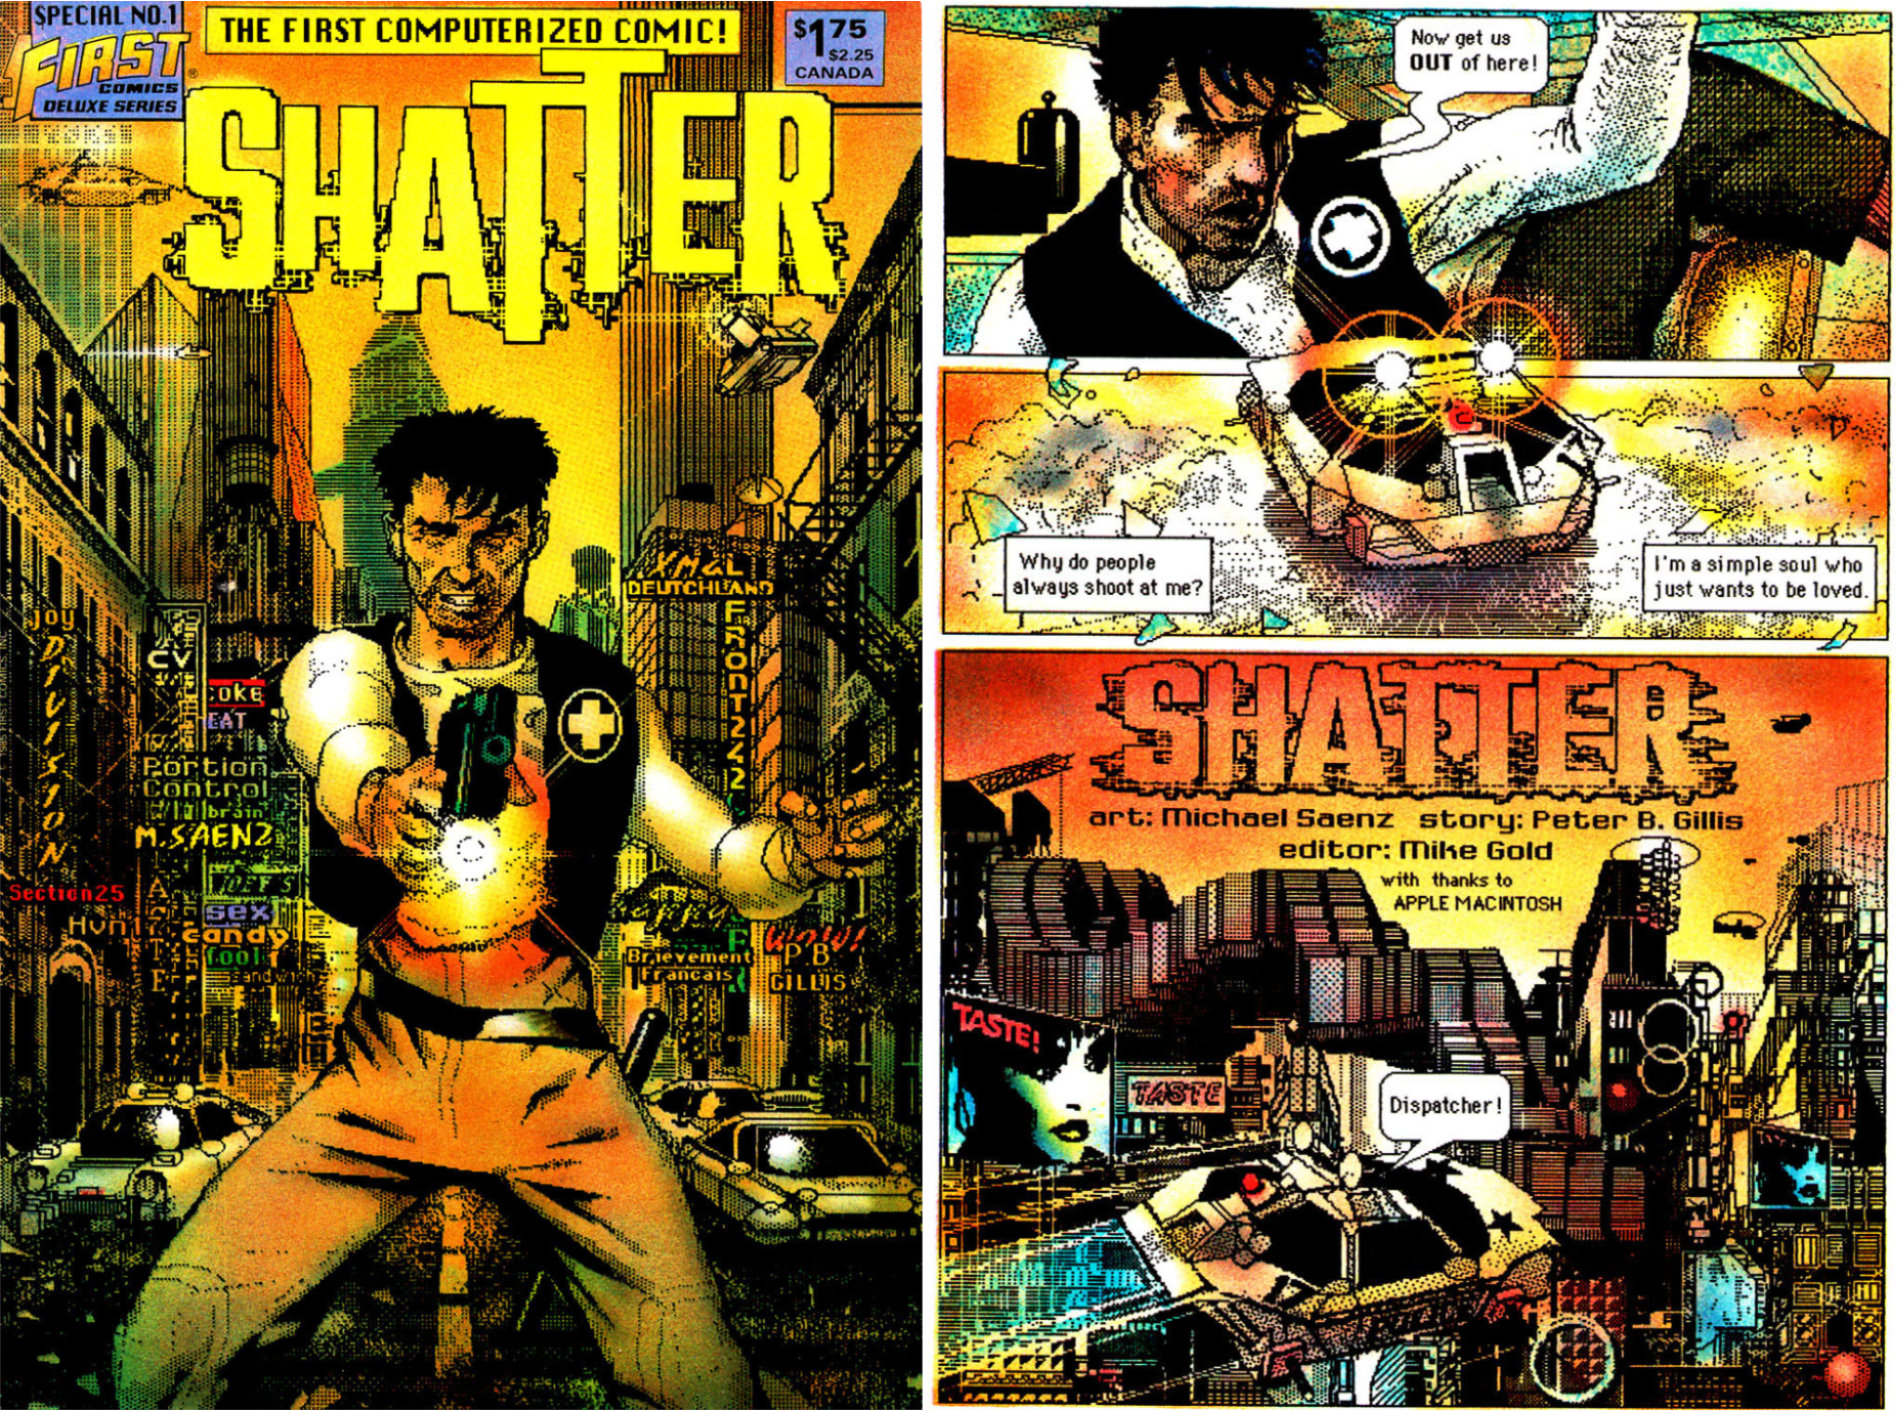 SPECIAL NO.1
FIRST
COMICS
DELUXE SERIES
THE FIRST COMPUTERIZED COMIC!
$1.75
$2.25
CANADA
SHATTER
XMAL
DEUTCHLAND
FRONT242
joy
DIVISION
CV
coke
EAT
Portion
Control
brain
M.SAENZ
Section25
sex
candy
fool
Brievement
Francais
WOW!
P B
GILLIS
Now get us
OUT of here!
Why do people
always shoot at me?
I'm a simple soul who
just wants to be loved.
SHATTER
art: Michael Saenz story: Peter B. Gillis
editor: Mike Gold
with thanks to
APPLE MACINTOSH
TASTE!
TASTE
Dispatcher!